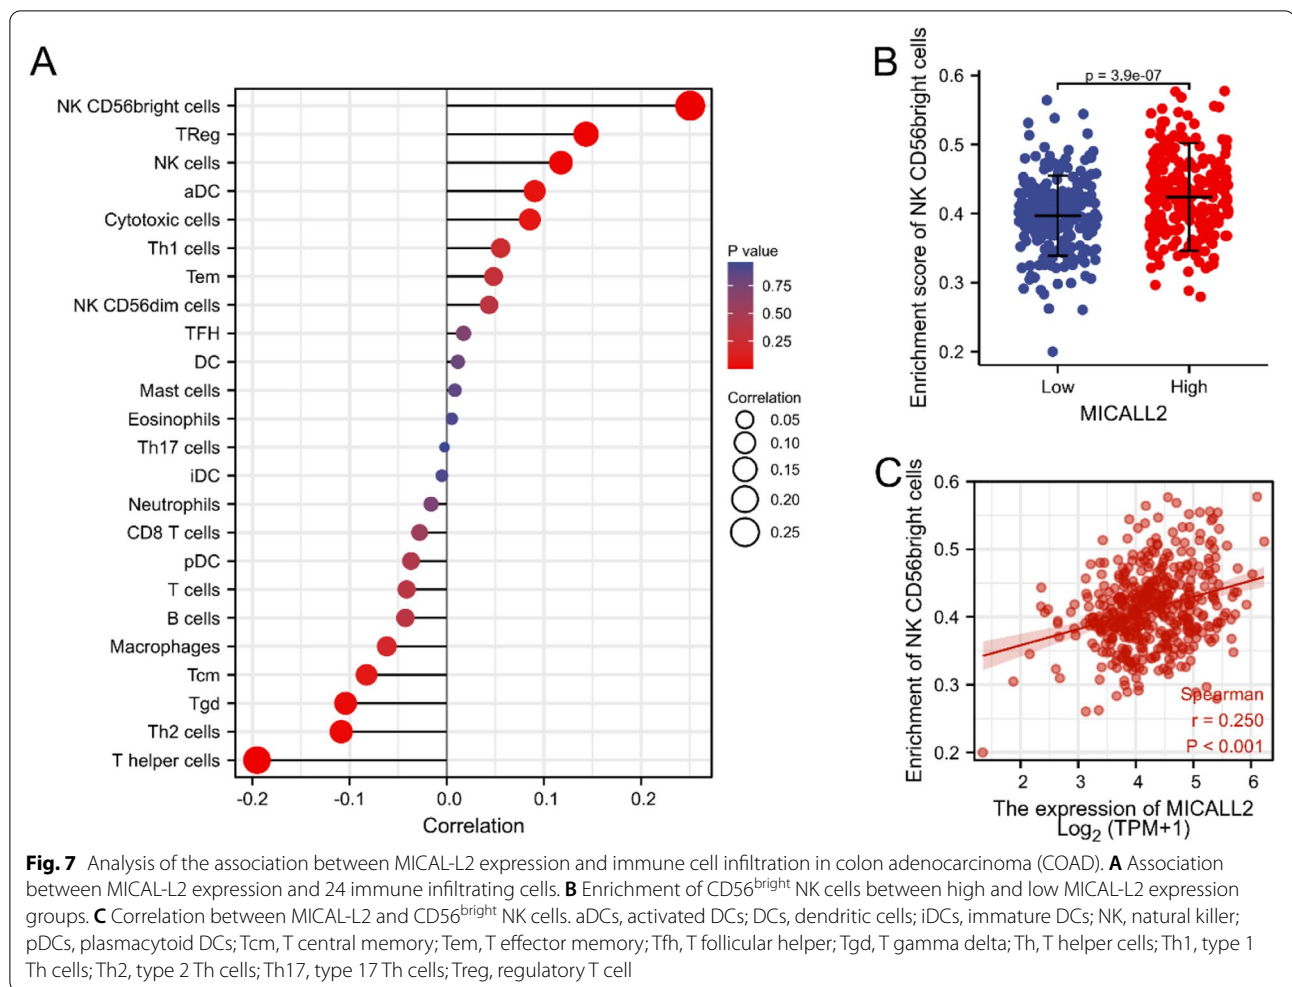 A
NK CD56bright cells
TReg
NK cells
aDC
Cytotoxic cells
Th1 cells
Tem
NK CD56dim cells
TFH
DC
Mast cells
Eosinophils
Th17 cells
iDC
Neutrophils
CD8 T cells
pDC
T cells
B cells
Macrophages
Tcm
Tgd
Th2 cells
T helper cells
-0.2 -0.1 0.0 0.1 0.2
Correlation
P value
0.75
0.50
0.25
Correlation
0.05
0.10
0.15
0.20
0.25
B
Enrichment score of NK CD56bright cells
0.6
0.5
0.4
0.3
0.2
p = 3.9e-07
Low High
MICALL2
C
Enrichment of NK CD56bright cells
0.6
0.5
0.4
0.3
0.2
Spearman
r = 0.250
P < 0.001
2 3 4 5 6
The expression of MICALL2
Log₂ (TPM+1)
Fig. 7 Analysis of the association between MICAL-L2 expression and immune cell infiltration in colon adenocarcinoma (COAD). A Association
between MICAL-L2 expression and 24 immune infiltrating cells. B Enrichment of CD56ᵇʳⁱᵍʰᵗ NK cells between high and low MICAL-L2 expression
groups. C Correlation between MICAL-L2 and CD56ᵇʳⁱᵍʰᵗ NK cells. aDCs, activated DCs; DCs, dendritic cells; iDCs, immature DCs; NK, natural killer;
pDCs, plasmacytoid DCs; Tcm, T central memory; Tem, T effector memory; Tfh, T follicular helper; Tgd, T gamma delta; Th, T helper cells; Th1, type 1
Th cells; Th2, type 2 Th cells; Th17, type 17 Th cells; Treg, regulatory T cell